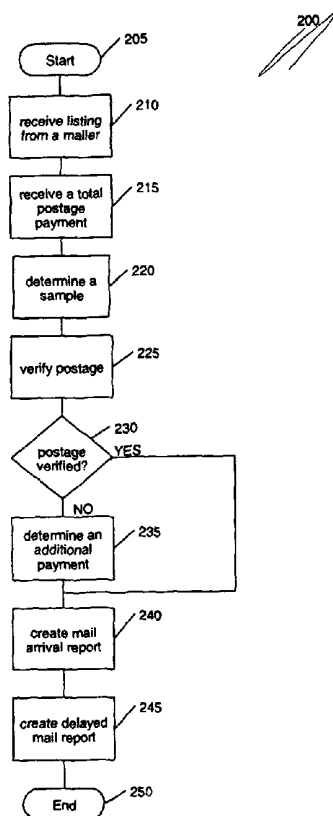 200
205
Start
210
receive listing
from a mailer
215
receive a total
postage
payment
220
determine a
sample
225
verify postage
230
postage
verified?
YES
NO
235
determine an
additional
payment
240
create mail
arrival report
245
create delayed
mail report
250
End